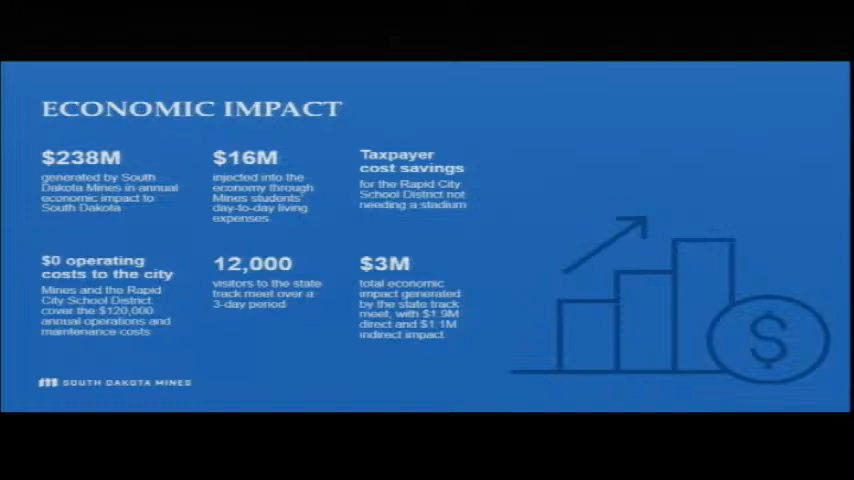 ECONOMIC IMPACT
$238M
generated by South
Dakota Mines in annual
economic impact to
South Dakota
$16M
injected into the
economy through
Mines students'
day-to-day living
expenses
Taxpayer
cost savings
for the Rapid City
School District not
needing a stadium
$0 operating
costs to the city
Mines and the Rapid
City School District
cover the $120,000
annual operations and
maintenance costs
12,000
visitors to the state
track meet over a
3-day period
$3M
total economic
impact generated
by the state track
meet, with $1.9M
direct and $1.1M
indirect impact
$
SOUTH DAKOTA MINES